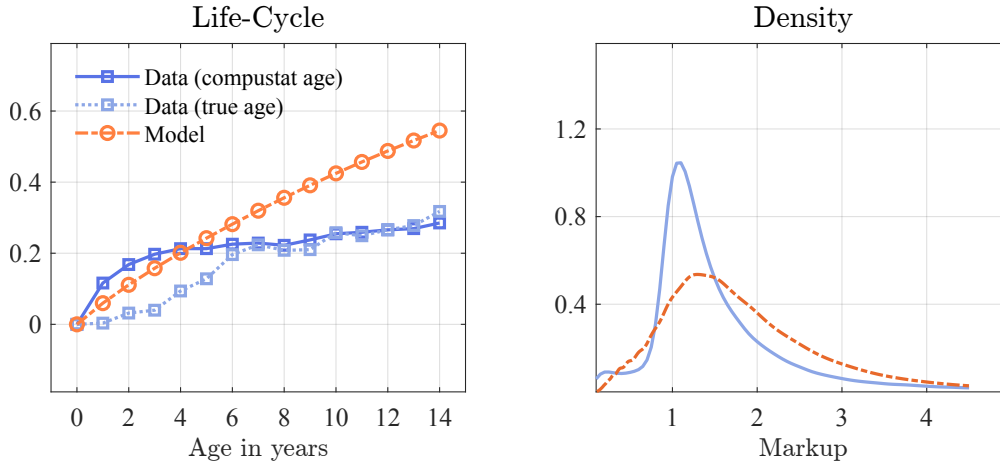 Life-Cycle
Data (compustat age)
Data (true age)
Model
0.6
0.4
0.2
0
0 2 4 6 8 10 12 14
Age in years
Density
1.2
0.8
0.4
1 2 3 4
Markup